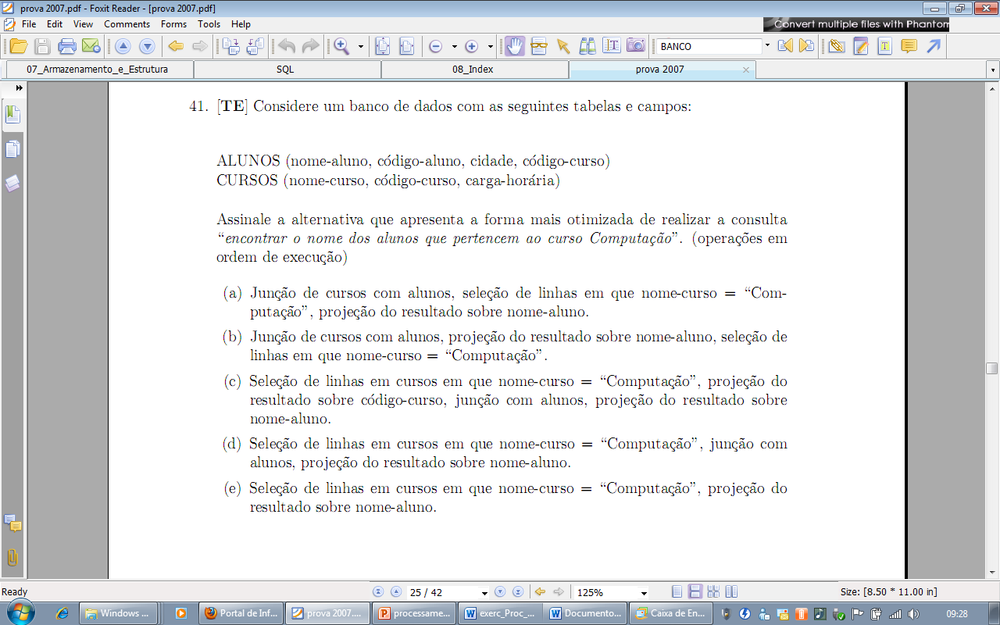 prova 2007.pdf - Foxit Reader - [prova 2007.pdf]
File Edit View Comments Forms Tools Help
Convert multiple files with Phantom
BANCO
07_Armazenamento_e_Estrutura SQL 08_Index prova 2007
41. [TE] Considere um banco de dados com as seguintes tabelas e campos:
ALUNOS (nome-aluno, código-aluno, cidade, código-curso)
CURSOS (nome-curso, código-curso, carga-horária)
Assinale a alternativa que apresenta a forma mais otimizada de realizar a consulta
“encontrar o nome dos alunos que pertencem ao curso Computação”. (operações em
ordem de execução)
(a) Junção de cursos com alunos, seleção de linhas em que nome-curso = “Com-
putação”, projeção do resultado sobre nome-aluno.
(b) Junção de cursos com alunos, projeção do resultado sobre nome-aluno, seleção de
linhas em que nome-curso = “Computação”.
(c) Seleção de linhas em cursos em que nome-curso = “Computação”, projeção do
resultado sobre código-curso, junção com alunos, projeção do resultado sobre
nome-aluno.
(d) Seleção de linhas em cursos em que nome-curso = “Computação”, junção com
alunos, projeção do resultado sobre nome-aluno.
(e) Seleção de linhas em cursos em que nome-curso = “Computação”, projeção do
resultado sobre nome-aluno.
Ready 25 / 42 125% Size: [8.50 * 11.00 in]
Windows ... Portal de Inf... prova 2007.... processame... exerc_Proc_... Documento... Caixa de En... 09:28